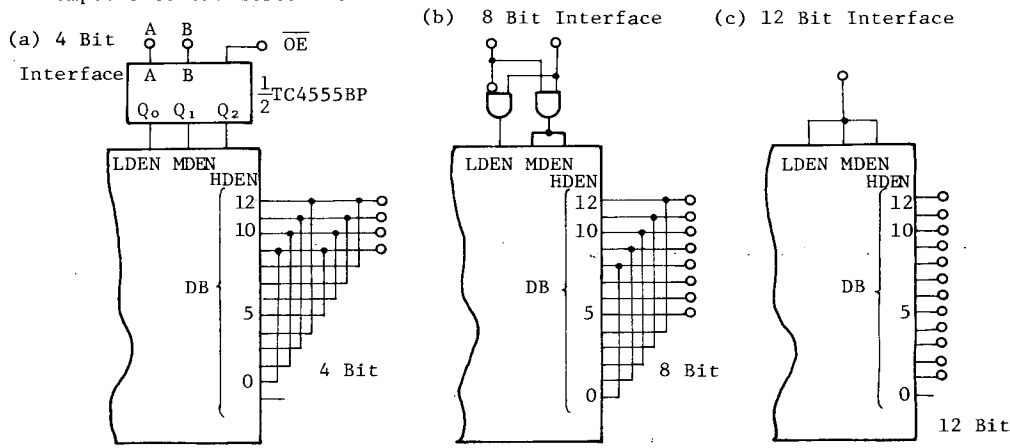 (a) 4 Bit Interface
A B
OE
A B
Q₀ Q₁ Q₂
½ TC4555BP
LDEN MDEN HDEN
12
10
DB
5
0
4 Bit
(b) 8 Bit Interface
LDEN MDEN HDEN
12
10
DB
5
0
8 Bit
(c) 12 Bit Interface
LDEN MDEN HDEN
12
10
DB
5
0
12 Bit